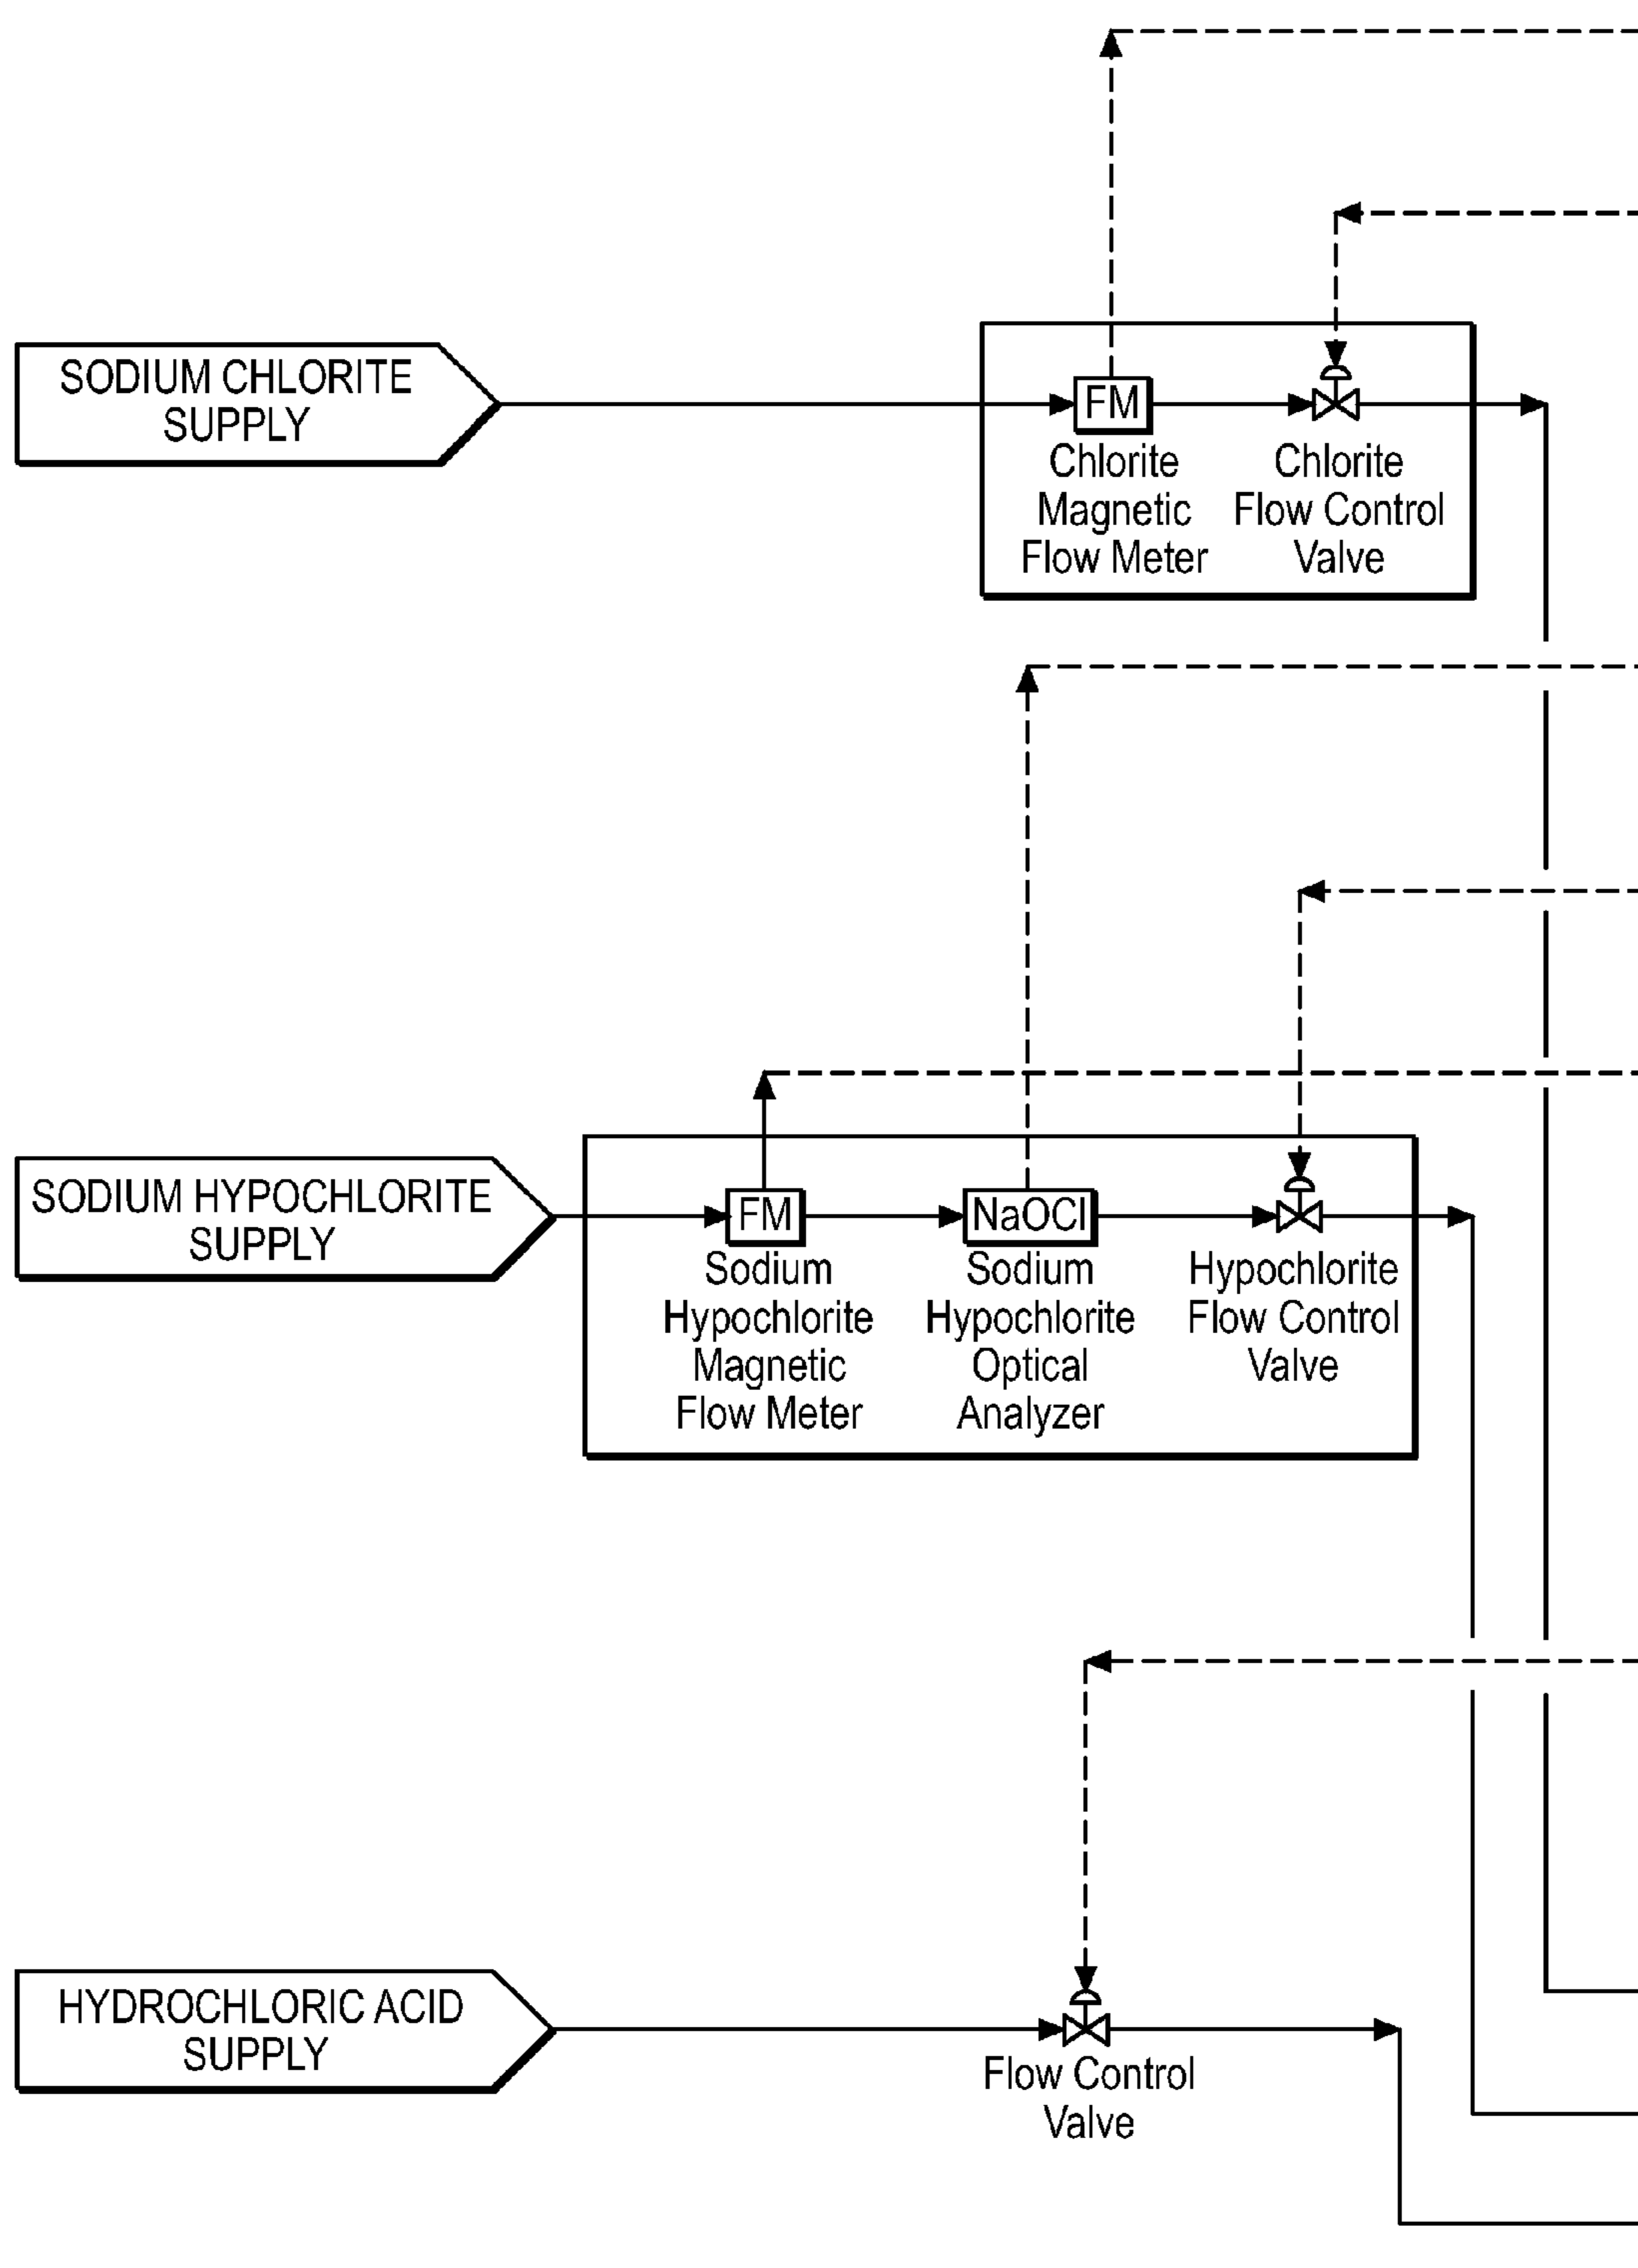 SODIUM CHLORITE
SUPPLY
FM
Chlorite
Magnetic
Flow Meter
Chlorite
Flow Control
Valve
SODIUM HYPOCHLORITE
SUPPLY
FM
Sodium
Hypochlorite
Magnetic
Flow Meter
NaOCl
Sodium
Hypochlorite
Optical
Analyzer
Hypochlorite
Flow Control
Valve
HYDROCHLORIC ACID
SUPPLY
Flow Control
Valve